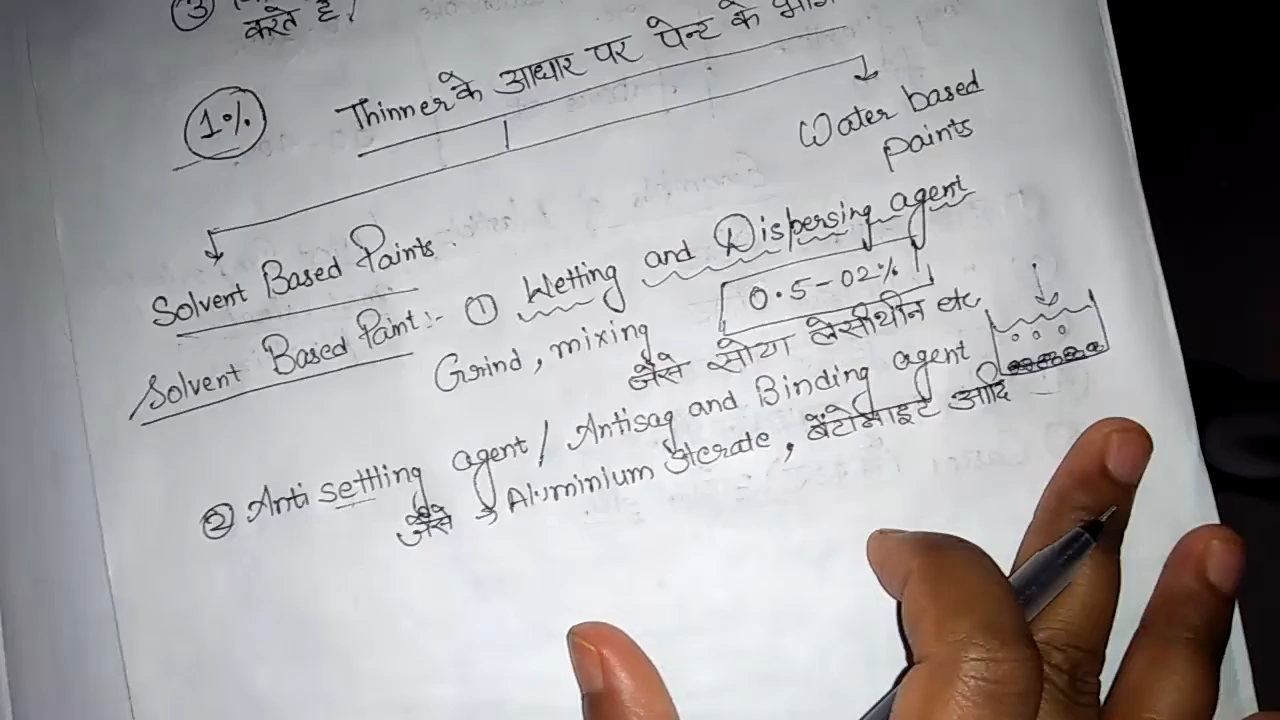 ③
करते है।
1%
Thinner के आधार पर पेन्ट के
Water based
paints
Solvent Based Paints
Solvent Based Paint:- ① Wetting and Dispersing agent
Grind, mixing
0.5-02%
जैसे सोया लेसीथीन etc
② Anti settling agent / Antisag and Binding agent
जैसे → Aluminium sterate, बेंटोनाइट आदि